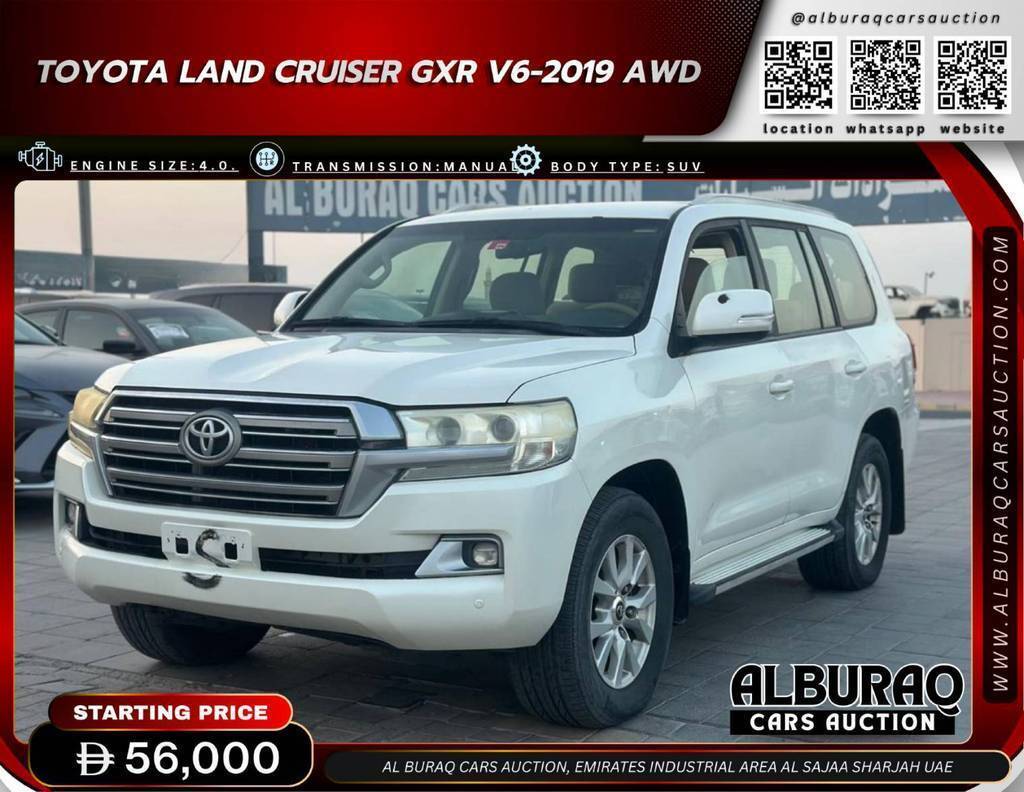 @alburaqcarsauction
TOYOTA LAND CRUISER GXR V6-2019 AWD
location whatsapp website
ENGINE SIZE:4.0.
TRANSMISSION:MANUAL
BODY TYPE: SUV
AL BURAQ CARS AUCTION
WWW.ALBURAQCARSAUCTION.COM
ALBURAQ
CARS AUCTION
STARTING PRICE
56,000
AL BURAQ CARS AUCTION, EMIRATES INDUSTRIAL AREA AL SAJAA SHARJAH UAE